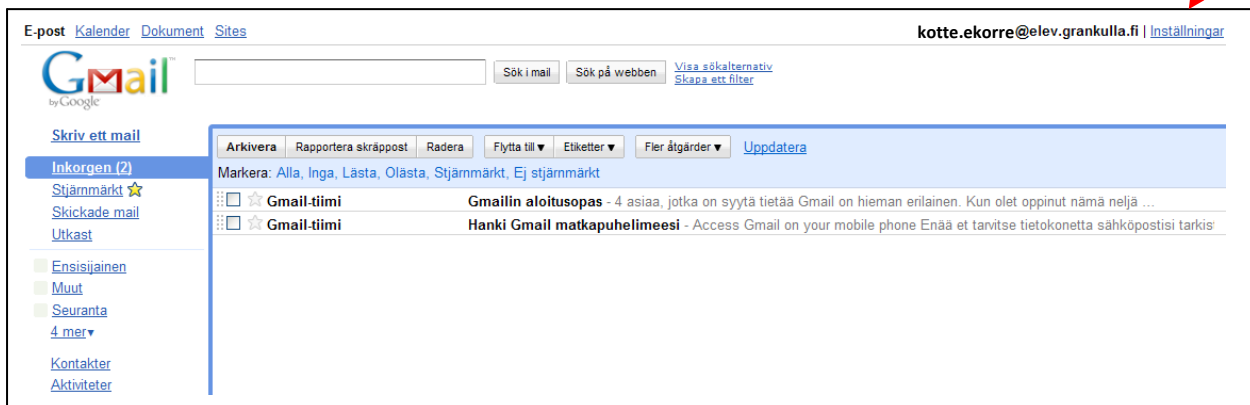 E-post Kalender Dokument Sites kotte.ekorre@elev.grankulla.fi | Inställningar
Gmail™
by Google
Sök i mail Sök på webben Visa sökalternativ
Skapa ett filter
Skriv ett mail
Inkorgen (2)
Stjärnmärkt
Skickade mail
Utkast
Ensisijainen
Muut
Seuranta
4 mer▾
Kontakter
Aktiviteter
Arkivera Rapportera skräppost Radera Flytta till ▾ Etiketter ▾ Fler åtgärder ▾ Uppdatera
Markera: Alla, Inga, Lästa, Olästa, Stjärnmärkt, Ej stjärnmärkt
Gmail-tiimi Gmailin aloitusopas - 4 asiaa, jotka on syytä tietää Gmail on hieman erilainen. Kun olet oppinut nämä neljä ...
Gmail-tiimi Hanki Gmail matkapuhelimeesi - Access Gmail on your mobile phone Enää et tarvitse tietokonetta sähköpostisi tarkis